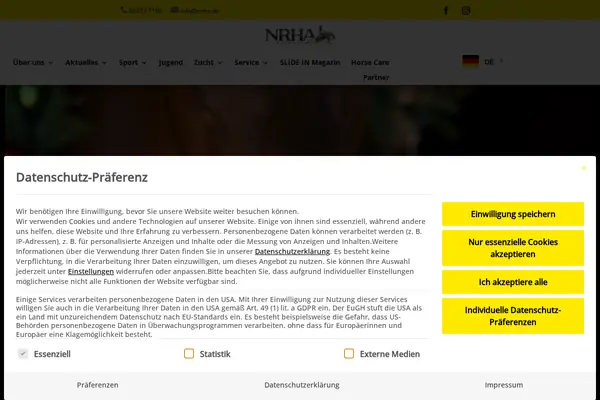 NRHA
Über uns
Aktuelles
Sport
Jugend
Zucht
Service
SLIDE IN Magazin
Horse Care
Partner
DE
Datenschutz-Präferenz
Wir benötigen Ihre Einwilligung, bevor Sie unsere Website weiter besuchen können.
Wir verwenden Cookies und andere Technologien auf unserer Website. Einige von ihnen sind essenziell, während andere
uns helfen, diese Website und Ihre Erfahrung zu verbessern. Personenbezogene Daten können verarbeitet werden (z. B.
IP-Adressen), z. B. für personalisierte Anzeigen und Inhalte oder die Messung von Anzeigen und Inhalten.Weitere
Informationen über die Verwendung Ihrer Daten finden Sie in unserer Datenschutzerklärung. Es besteht keine
Verpflichtung, in die Verarbeitung Ihrer Daten einzuwilligen, um dieses Angebot zu nutzen. Sie können Ihre Auswahl
jederzeit unter Einstellungen widerrufen oder anpassen.Bitte beachten Sie, dass aufgrund individueller Einstellungen
möglicherweise nicht alle Funktionen der Website verfügbar sind.
Einige Services verarbeiten personenbezogene Daten in den USA. Mit Ihrer Einwilligung zur Nutzung dieser Services
willigen Sie auch in die Verarbeitung Ihrer Daten in den USA gemäß Art. 49 (1) lit. a GDPR ein. Der EuGH stuft die USA als
ein Land mit unzureichendem Datenschutz nach EU-Standards ein. Es besteht beispielsweise die Gefahr, dass US-
Behörden personenbezogene Daten in Überwachungsprogrammen verarbeiten, ohne dass für Europäerinnen und
Europäer eine Klagemöglichkeit besteht.
Essenziell
Statistik
Externe Medien
Einwilligung speichern
Nur essenzielle Cookies
akzeptieren
Ich akzeptiere alle
Individuelle Datenschutz-
Präferenzen
Präferenzen
Datenschutzerklärung
Impressum